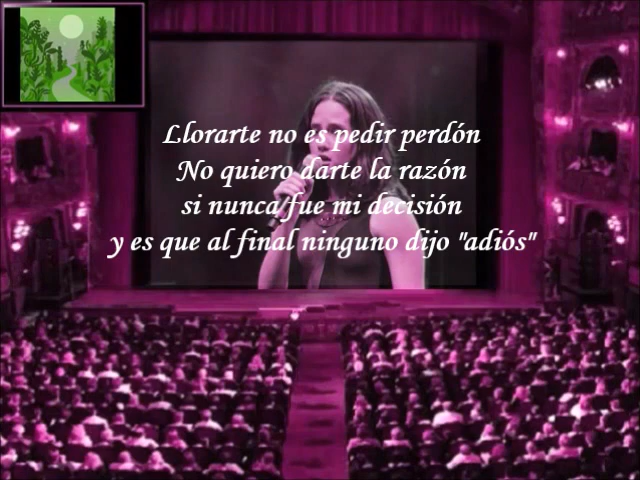 Llorarte no es pedir perdón
No quiero darte la razón
si nunca fue mi decisión
y es que al final ninguno dijo "adiós"